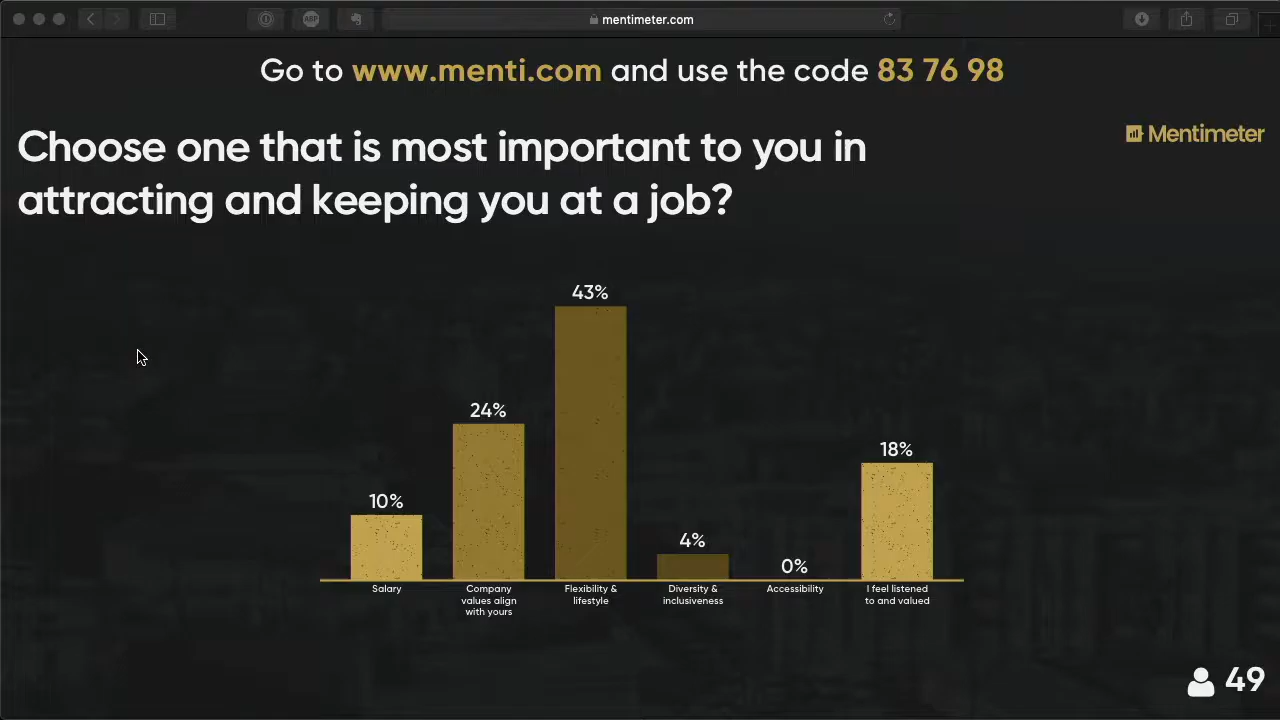 mentimeter.com
ABP
Go to www.menti.com and use the code 83 76 98
Mentimeter
Choose one that is most important to you in
attracting and keeping you at a job?
43%
24%
18%
10%
4%
0%
Salary
Company
values align
with yours
Flexibility &
lifestyle
Diversity &
inclusiveness
Accessibility
I feel listened
to and valued
49